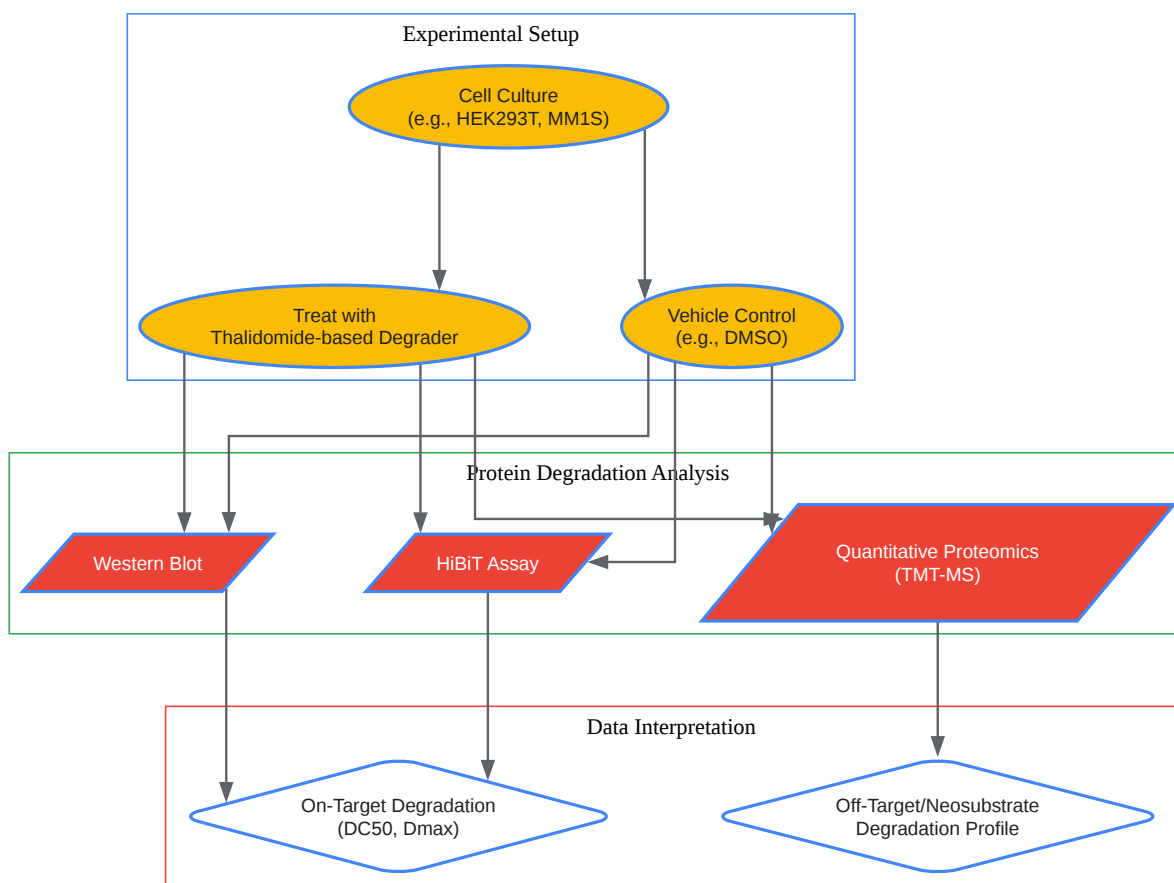 Experimental Setup
Cell Culture
(e.g., HEK293T, MM1S)
Treat with
Thalidomide-based Degrader
Vehicle Control
(e.g., DMSO)
Protein Degradation Analysis
Western Blot
HiBiT Assay
Quantitative Proteomics
(TMT-MS)
Data Interpretation
On-Target Degradation
(DC50, Dmax)
Off-Target/Neosubstrate
Degradation Profile